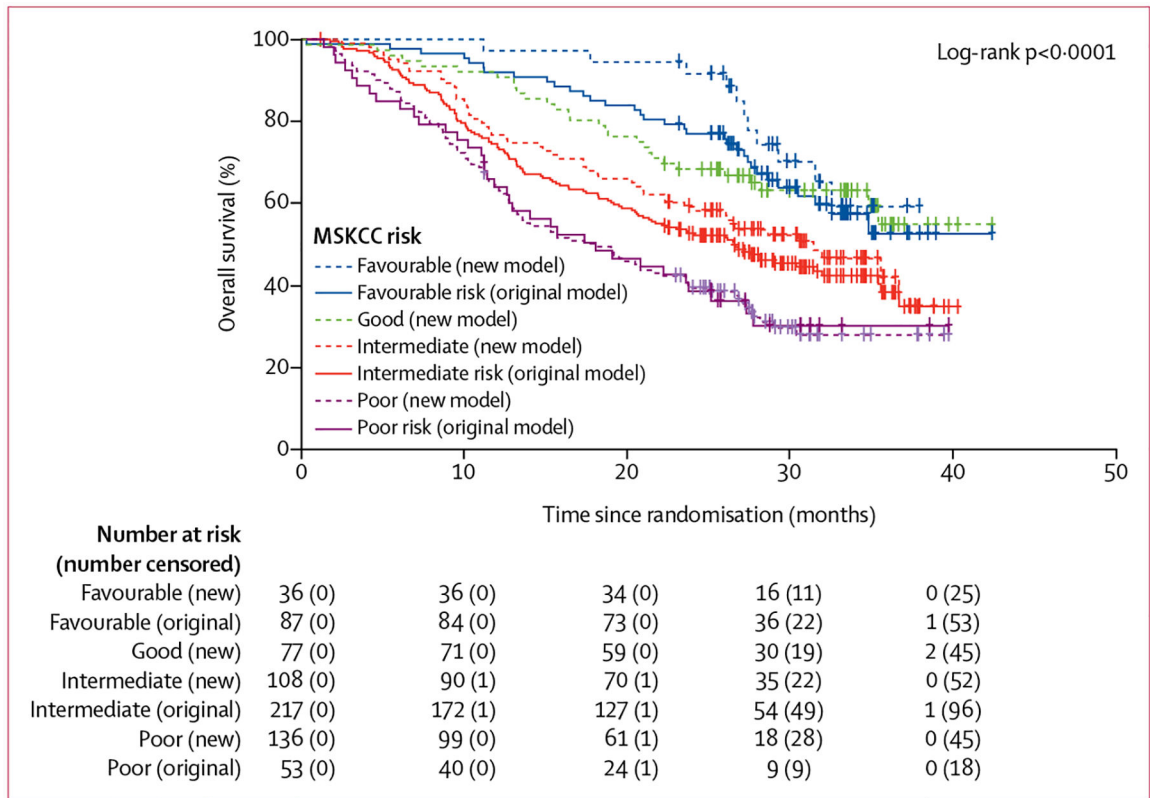 100
80
60
40
20
0
Overall survival (%)
Log-rank p<0·0001
MSKCC risk
Favourable (new model)
Favourable risk (original model)
Good (new model)
Intermediate (new model)
Intermediate risk (original model)
Poor (new model)
Poor risk (original model)
0 10 20 30 40 50
Time since randomisation (months)
Number at risk
(number censored)
Favourable (new) 36 (0) 36 (0) 34 (0) 16 (11) 0 (25)
Favourable (original) 87 (0) 84 (0) 73 (0) 36 (22) 1 (53)
Good (new) 77 (0) 71 (0) 59 (0) 30 (19) 2 (45)
Intermediate (new) 108 (0) 90 (1) 70 (1) 35 (22) 0 (52)
Intermediate (original) 217 (0) 172 (1) 127 (1) 54 (49) 1 (96)
Poor (new) 136 (0) 99 (0) 61 (1) 18 (28) 0 (45)
Poor (original) 53 (0) 40 (0) 24 (1) 9 (9) 0 (18)